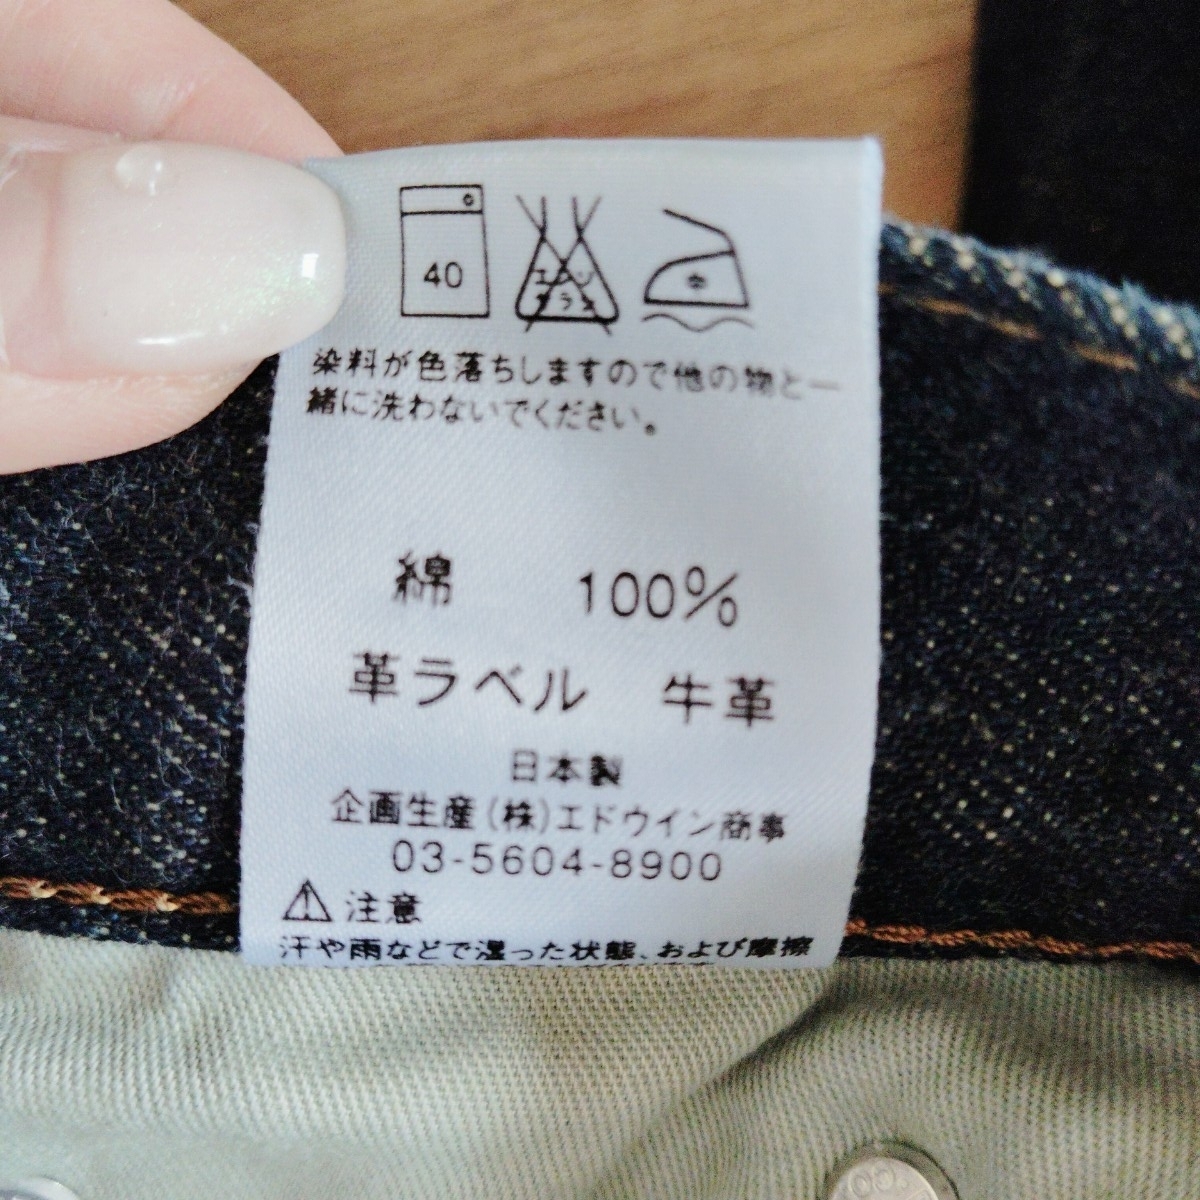 40
エンソ
サラシ
中
染料が色落ちしますので他の物と一
緒に洗わないでください。
綿 100%
革ラベル 牛革
日本製
企画生産(株)エドウイン商事
03-5604-8900
注意
汗や雨などで湿った状態、および摩擦